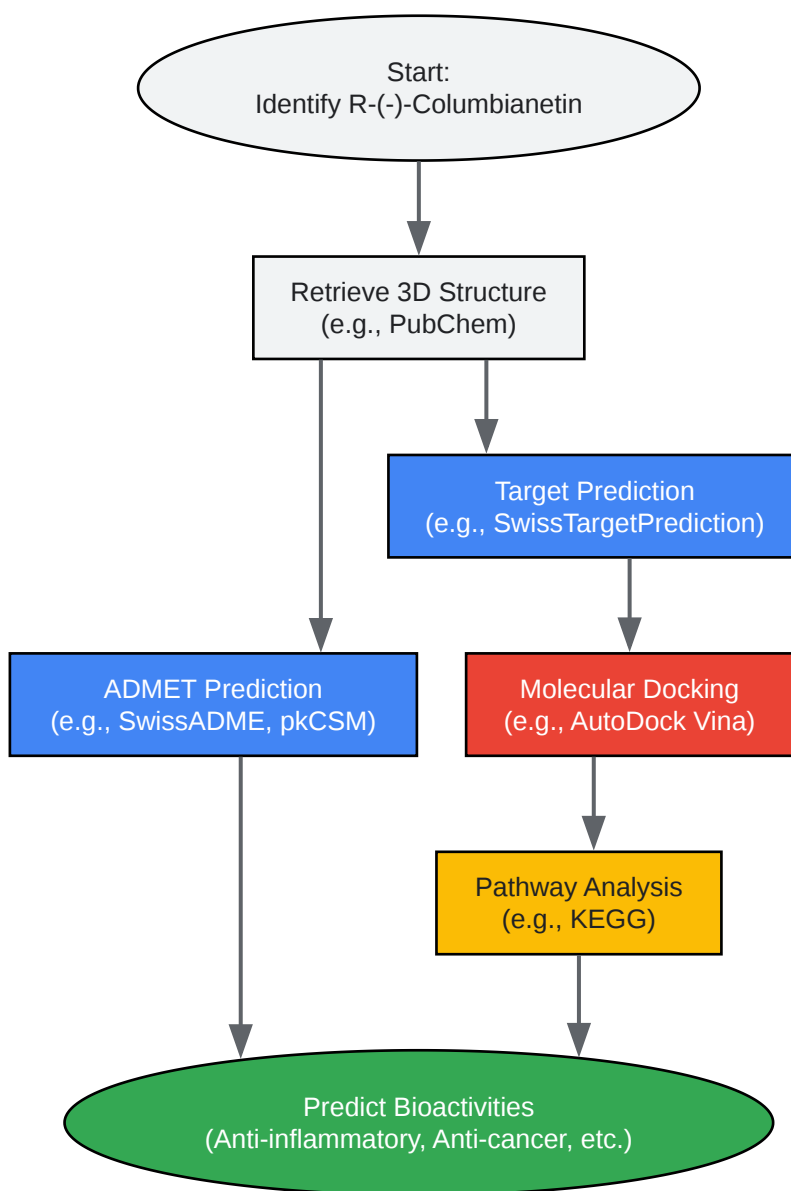 Start:
Identify R-(-)-Columbianetin
Retrieve 3D Structure
(e.g., PubChem)
Target Prediction
(e.g., SwissTargetPrediction)
ADMET Prediction
(e.g., SwissADME, pkCSM)
Molecular Docking
(e.g., AutoDock Vina)
Pathway Analysis
(e.g., KEGG)
Predict Bioactivities
(Anti-inflammatory, Anti-cancer, etc.)